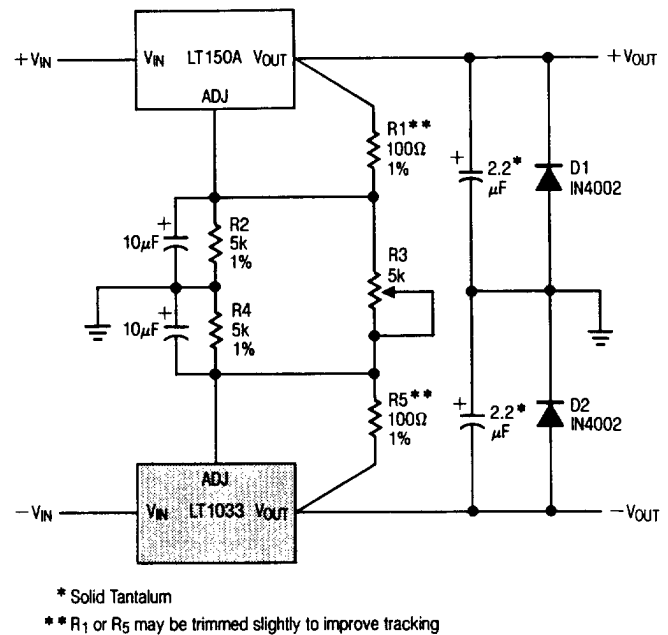 +VIN
VIN LT150A VOUT
ADJ
+VOUT
R1**
100Ω
1%
+
2.2*
µF
D1
IN4002
+
10µF
R2
5k
1%
R3
5k
+
10µF
R4
5k
1%
R5**
100Ω
1%
+
2.2*
µF
D2
IN4002
ADJ
−VIN
VIN LT1033 VOUT
−VOUT
* Solid Tantalum
** R1 or R5 may be trimmed slightly to improve tracking